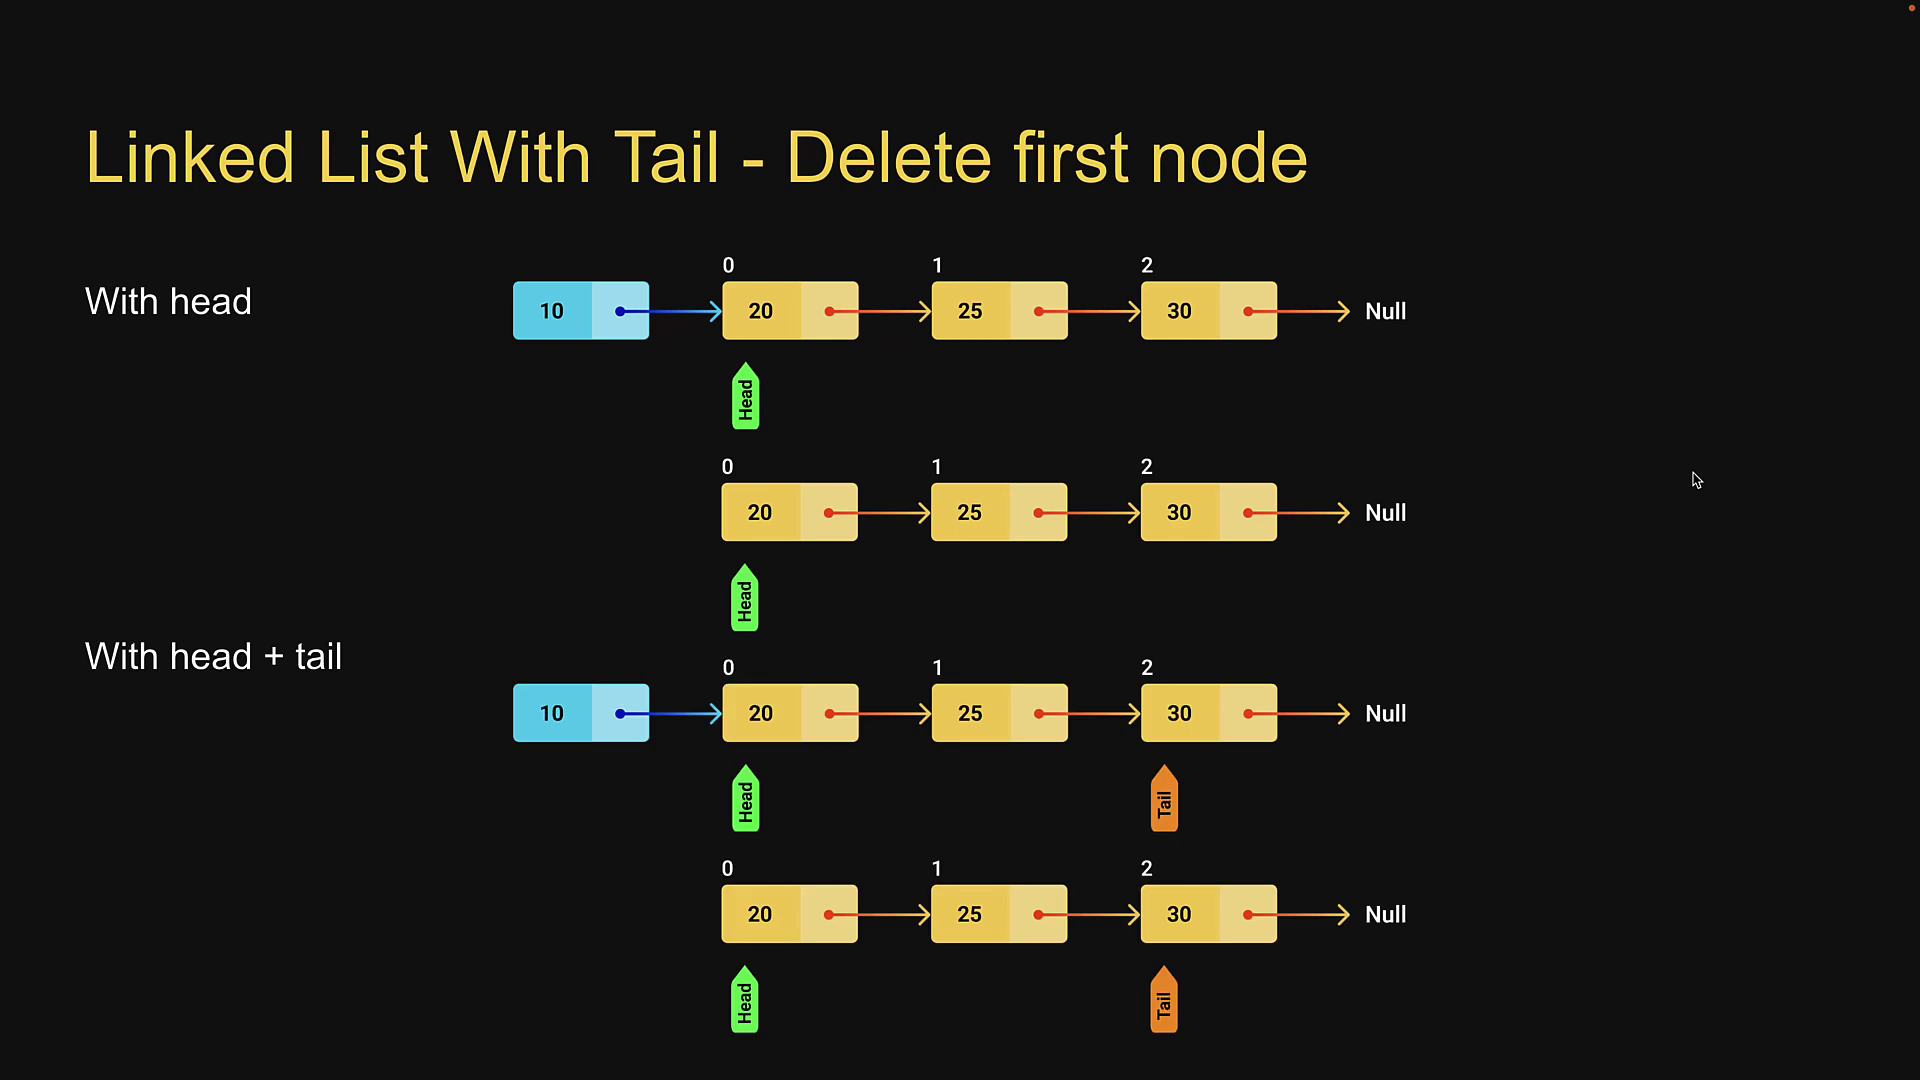 Linked List With Tail - Delete first node
With head
0 1 2
10 20 25 30 Null
Head
0 1 2
20 25 30 Null
Head
With head + tail
0 1 2
10 20 25 30 Null
Head Tail
0 1 2
20 25 30 Null
Head Tail